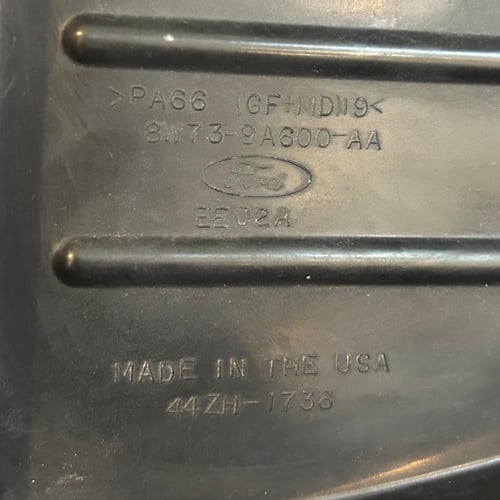 >PA66 (GF+MD)19<
8W73-9A600-AA
Ford
EE02A
MADE IN THE USA
44ZH-1738